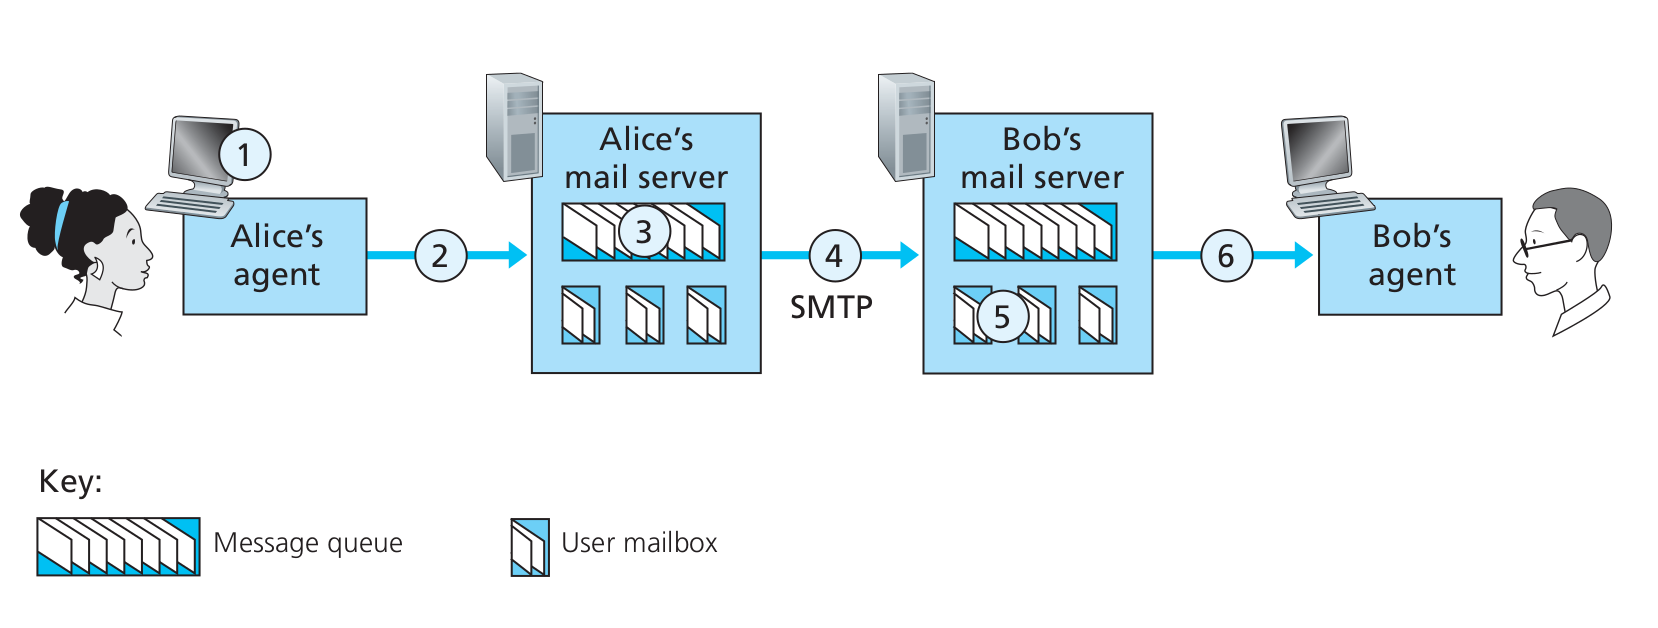 1
Alice's
agent
2
Alice's
mail server
3
4
SMTP
Bob's
mail server
5
6
Bob's
agent
Key:
Message queue
User mailbox